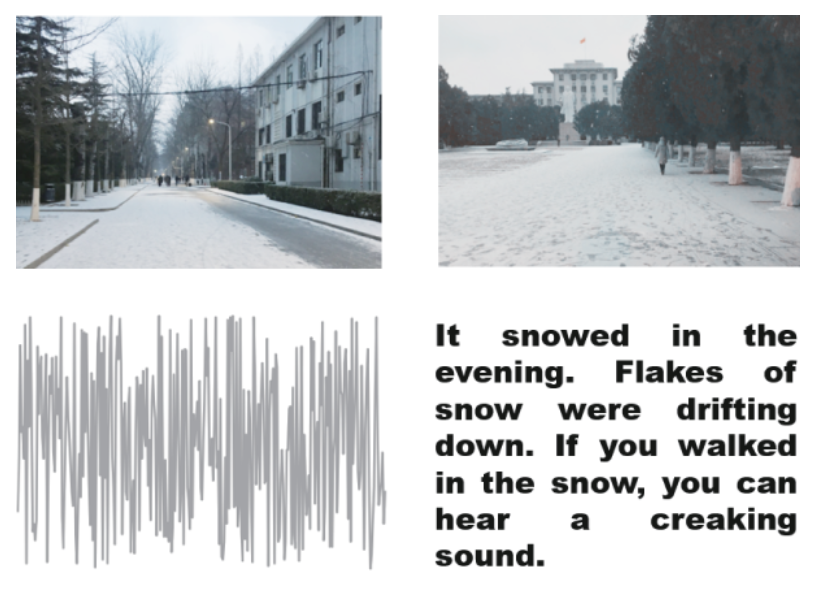 It snowed in the
evening. Flakes of
snow were drifting
down. If you walked
in the snow, you can
hear a creaking
sound.